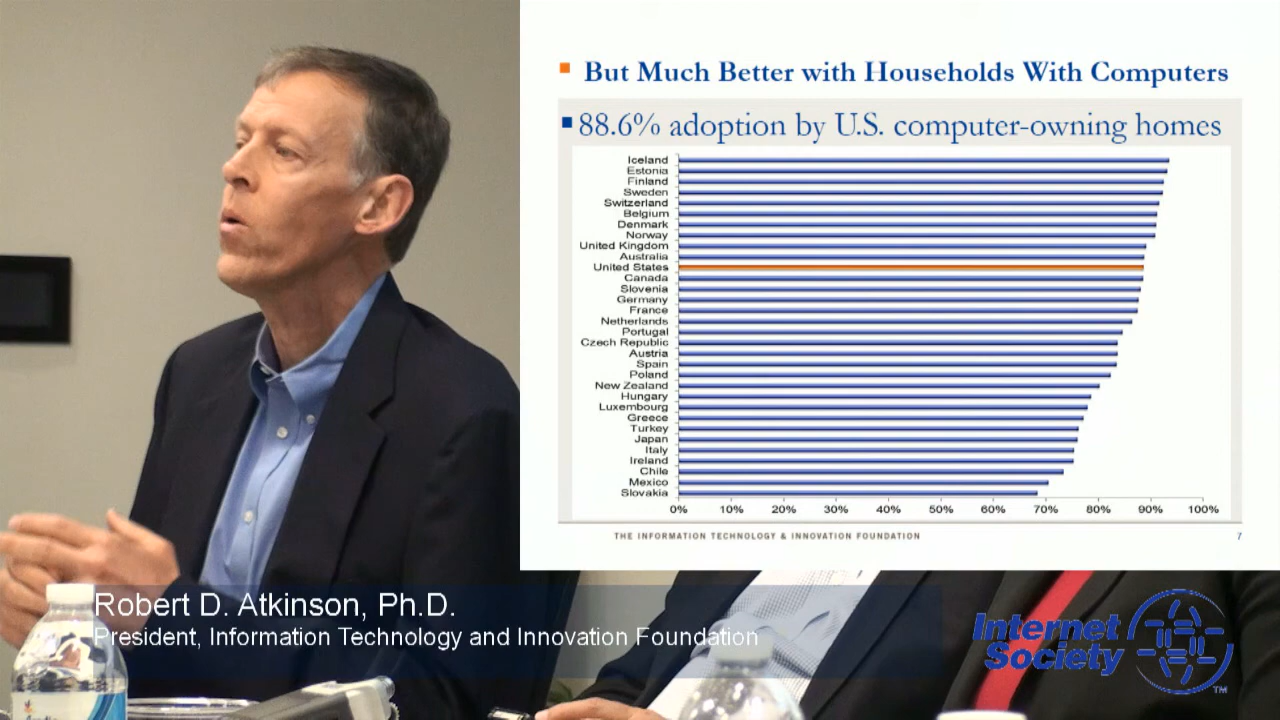 But Much Better with Households With Computers
88.6% adoption by U.S. computer-owning homes
Iceland
Estonia
Finland
Sweden
Switzerland
Belgium
Denmark
Norway
United Kingdom
Australia
United States
Canada
Slovenia
Germany
France
Netherlands
Portugal
Czech Republic
Austria
Spain
Poland
New Zealand
Hungary
Luxembourg
Greece
Turkey
Japan
Italy
Ireland
Chile
Mexico
Slovakia
0% 10% 20% 30% 40% 50% 60% 70% 80% 90% 100%
THE INFORMATION TECHNOLOGY & INNOVATION FOUNDATION 7
Robert D. Atkinson, Ph.D.
President, Information Technology and Innovation Foundation
Internet
Society
TM